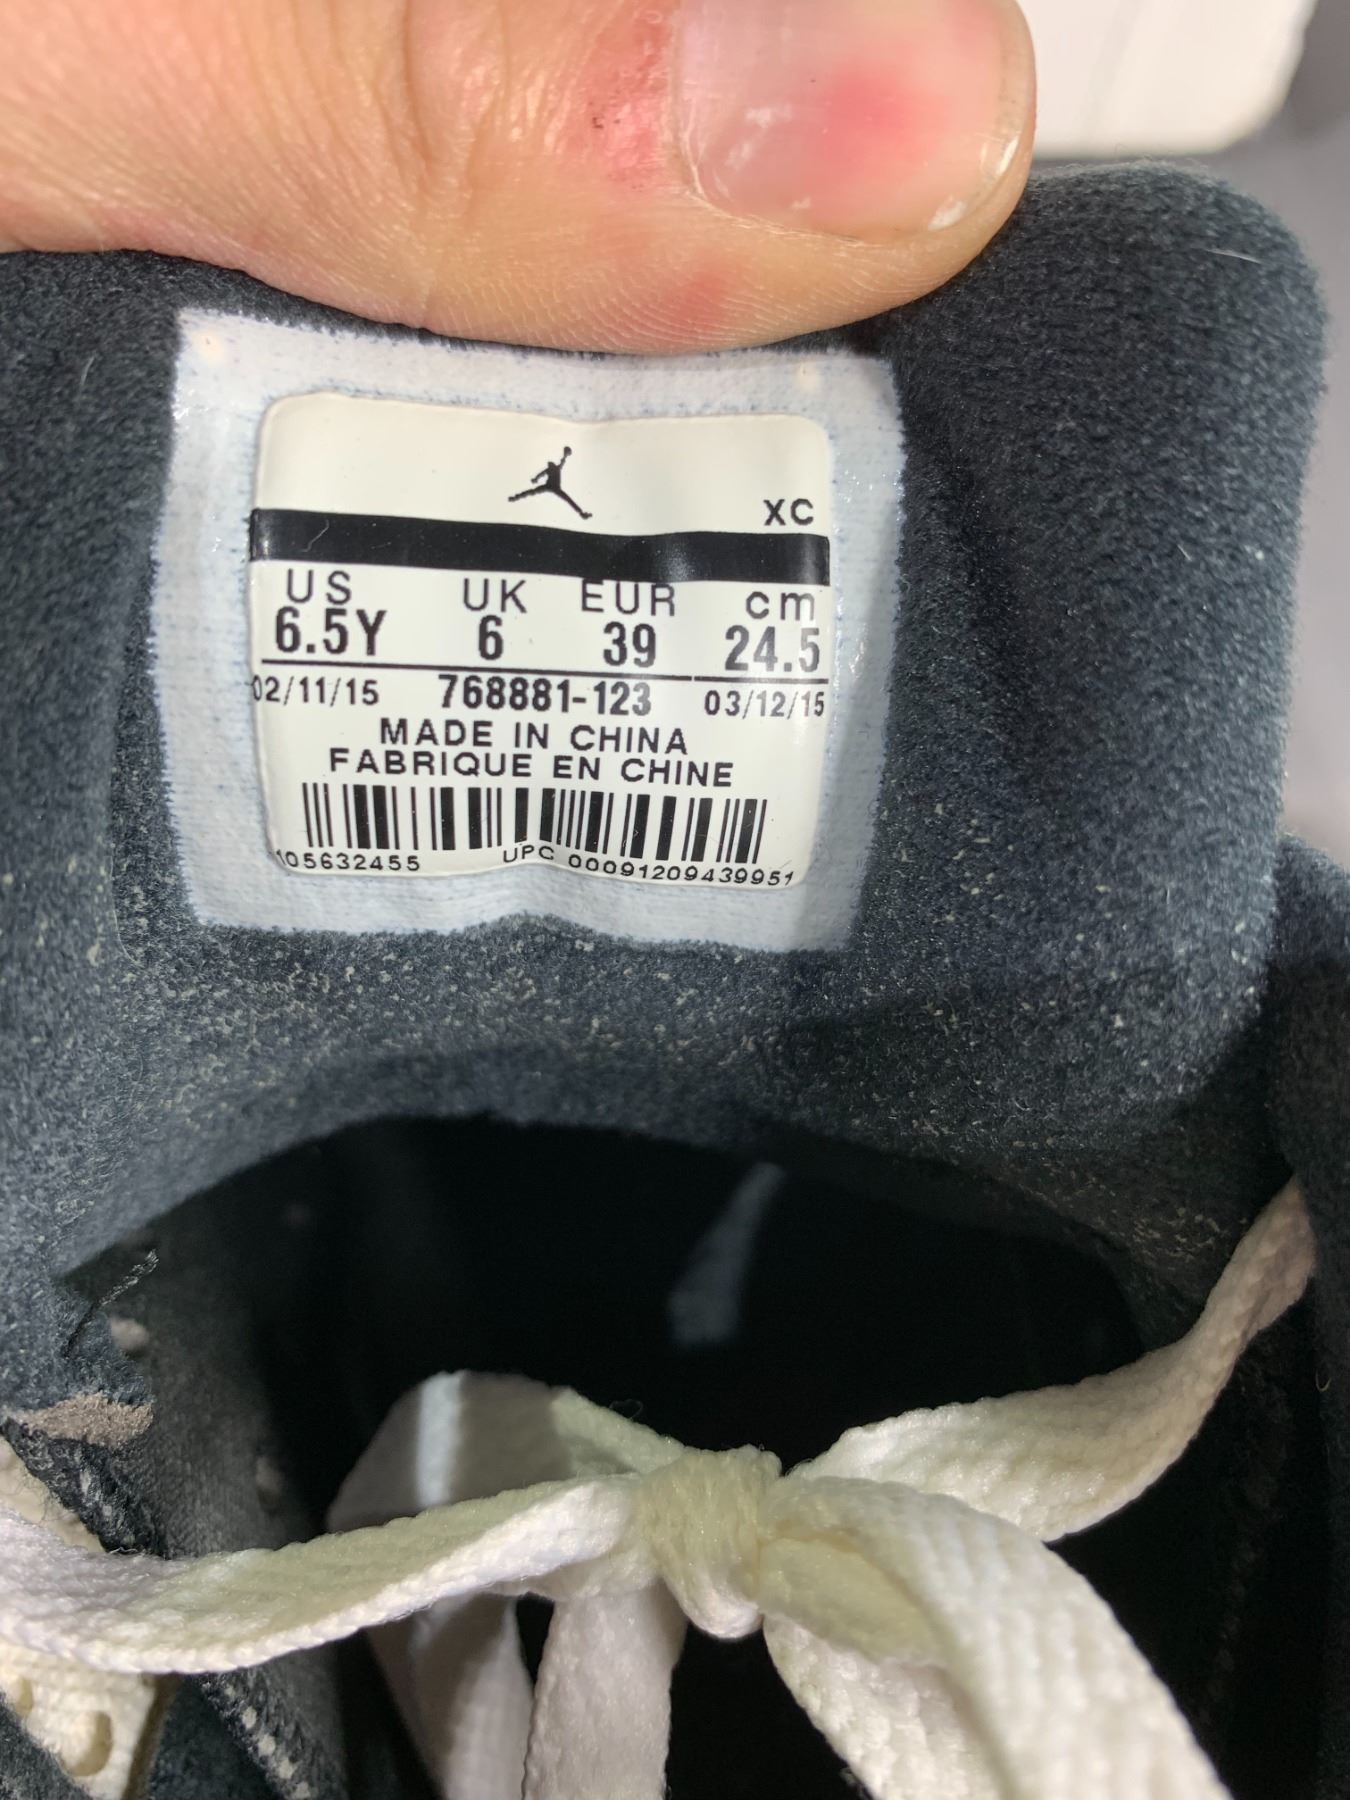 XC
US UK EUR cm
6.5Y 6 39 24.5
02/11/15 768881-123 03/12/15
MADE IN CHINA
FABRIQUE EN CHINE
105632455 UPC 00091209439951